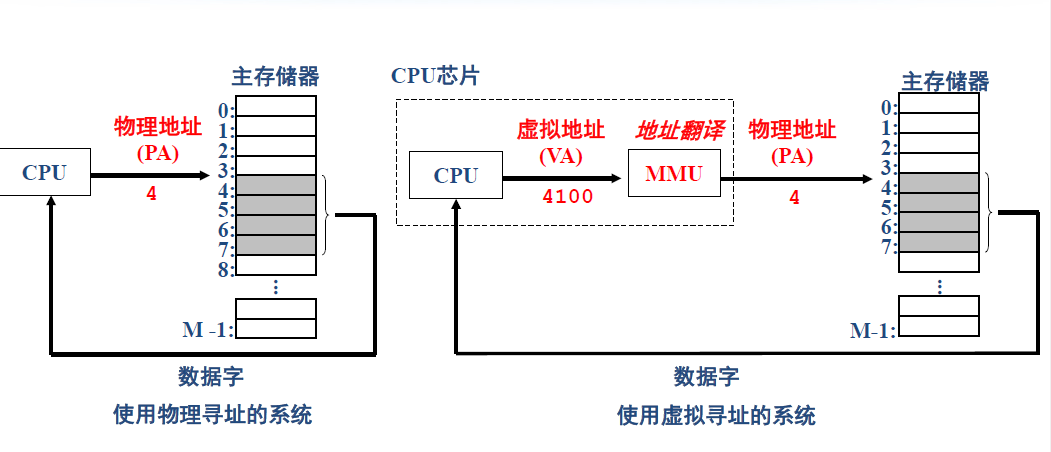 主存储器
0:
1:
2:
3:
4:
5:
6:
7:
8:
⋮
M -1:
物理地址
(PA)
CPU
4
数据字
使用物理寻址的系统
CPU芯片
虚拟地址
(VA)
地址翻译
物理地址
(PA)
CPU
4100
MMU
4
主存储器
0:
1:
2:
3:
4:
5:
6:
7:
⋮
M-1:
数据字
使用虚拟寻址的系统